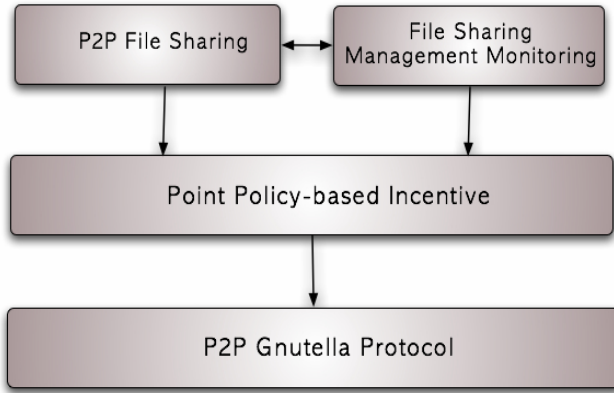 P2P File Sharing
File Sharing
Management Monitoring
Point Policy-based Incentive
P2P Gnutella Protocol